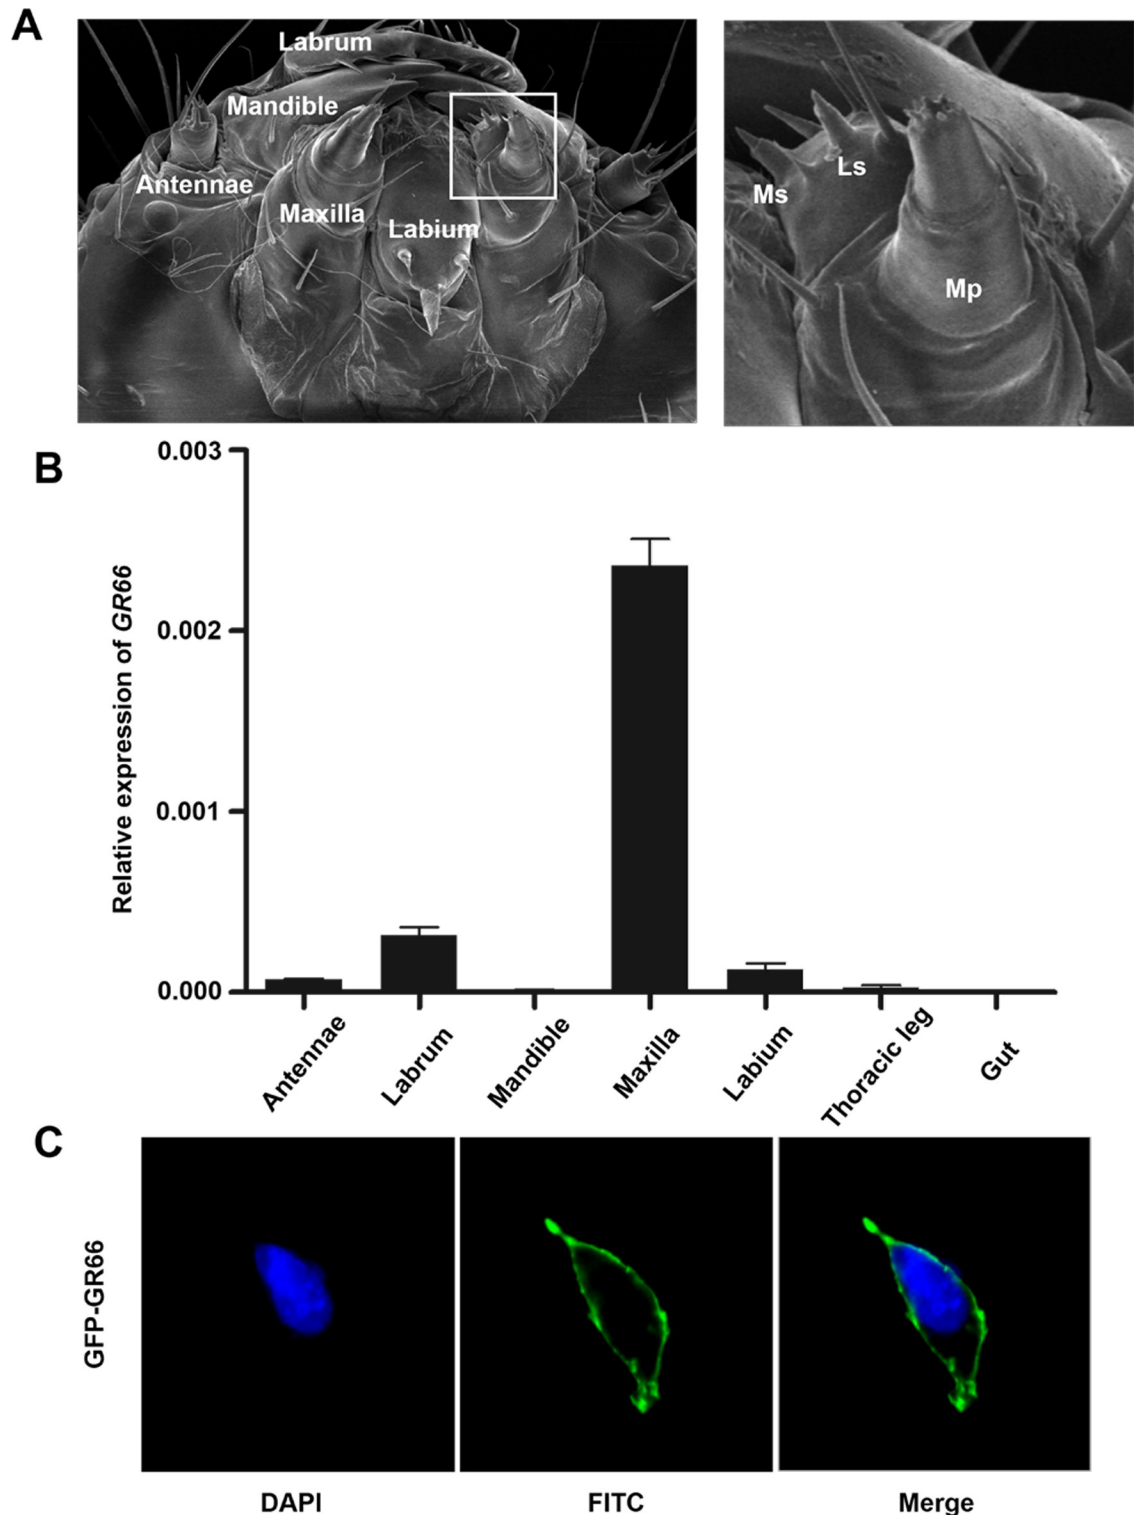 A
Labrum
Mandible
Antennae
Maxilla
Labium
Ls
Ms
Mp
B
0.003
0.002
0.001
0.000
Relative expression of GR66
Antennae
Labrum
Mandible
Maxilla
Labium
Thoracic leg
Gut
C
GFP-GR66
DAPI
FITC
Merge